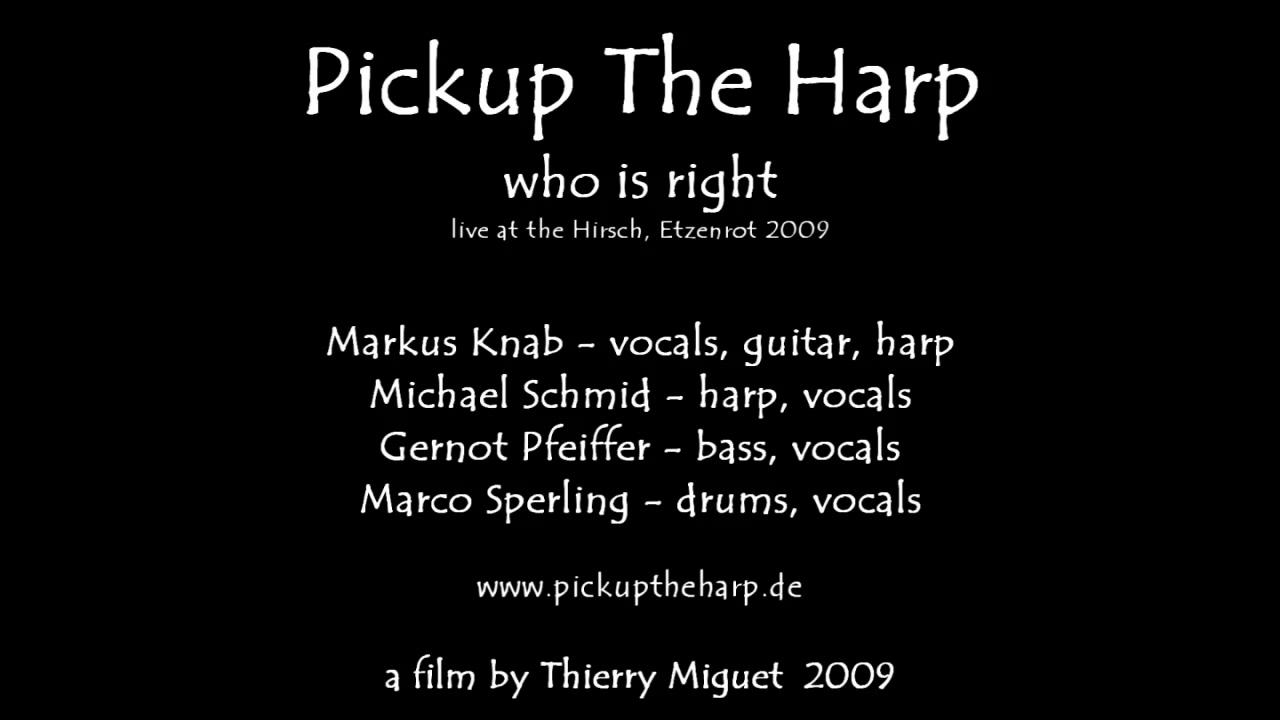 Pickup The Harp
who is right
live at the Hirsch, Etzenrot 2009
Markus Knab - vocals, guitar, harp
Michael Schmid - harp, vocals
Gernot Pfeiffer - bass, vocals
Marco Sperling - drums, vocals
www.pickuptheharp.de
a film by Thierry Miguet 2009